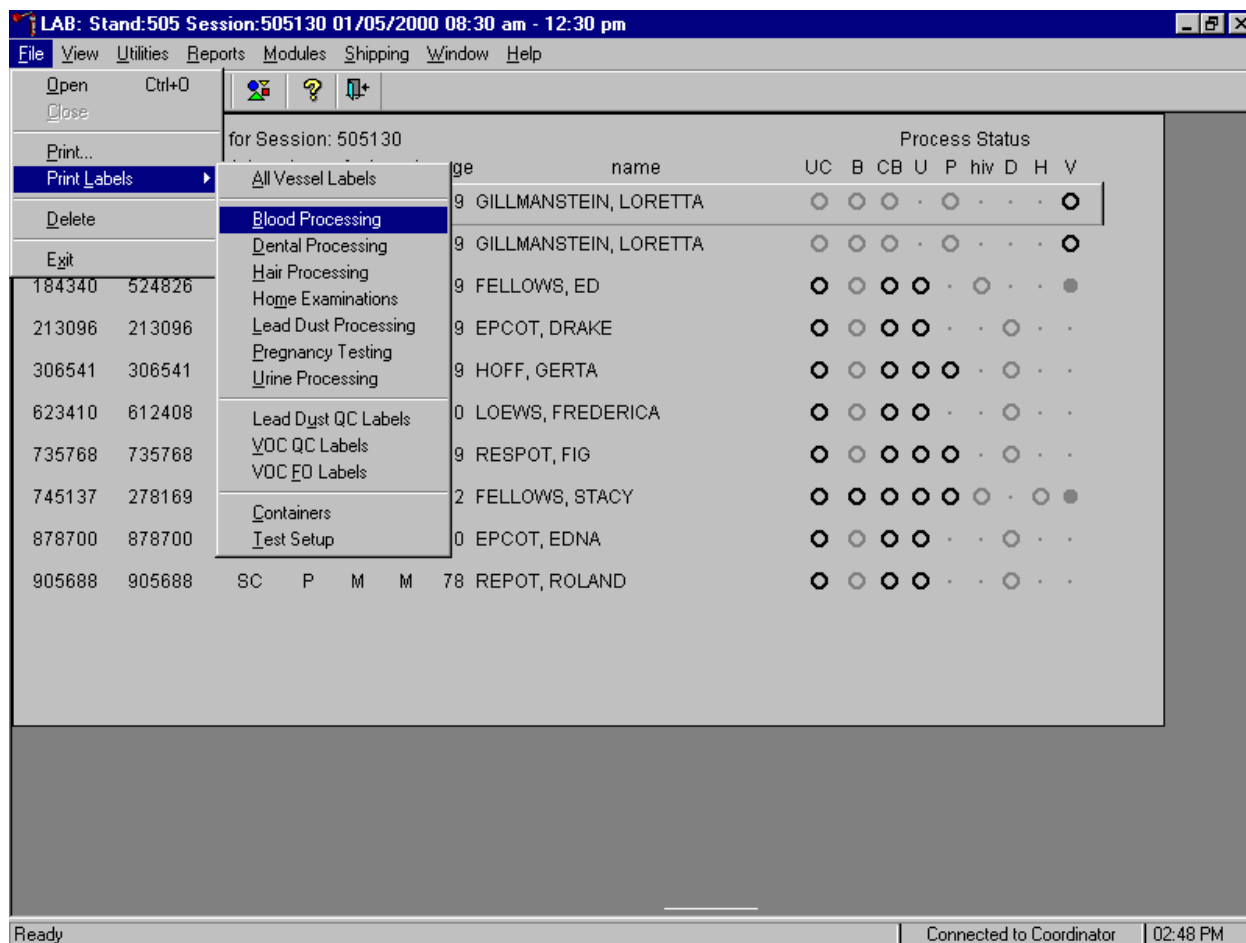 LAB: Stand:505 Session:505130 01/05/2000 08:30 am - 12:30 pm
File View Utilities Reports Modules Shipping Window Help
Open Ctrl+O
Close
Print...
Print Labels
Delete
Exit
All Vessel Labels
Blood Processing
Dental Processing
Hair Processing
Home Examinations
Lead Dust Processing
Pregnancy Testing
Urine Processing
Lead Dust QC Labels
VOC QC Labels
VOC FO Labels
Containers
Test Setup
for Session: 505130 Process Status
ge name UC B CB U P hiv D H V
9 GILLMANSTEIN, LORETTA
9 GILLMANSTEIN, LORETTA
184340 524826 9 FELLOWS, ED
213096 213096 9 EPCOT, DRAKE
306541 306541 9 HOFF, GERTA
623410 612408 0 LOEWS, FREDERICA
735768 735768 9 RESPOT, FIG
745137 278169 2 FELLOWS, STACY
878700 878700 0 EPCOT, EDNA
905688 905688 SC P M M 78 REPOT, ROLAND
Ready Connected to Coordinator 02:48 PM